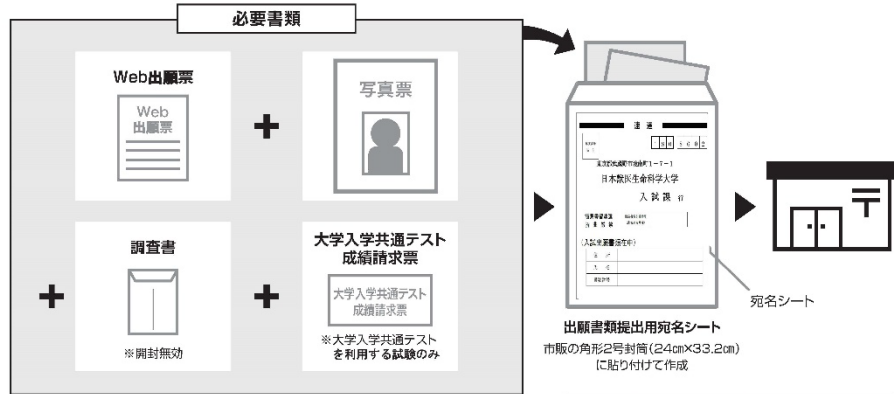 必要書類
Web出願票
Web
出願票
写真票
調査書
※開封無効
大学入学共通テスト
成績請求票
大学入学共通テスト
成績請求票
※大学入学共通テスト
を利用する試験のみ
速達
日本獣医生命科学大学
入試課 行
宛名シート
出願書類提出用宛名シート
市販の角形2号封筒(24cm×33.2cm)
に貼り付けて作成